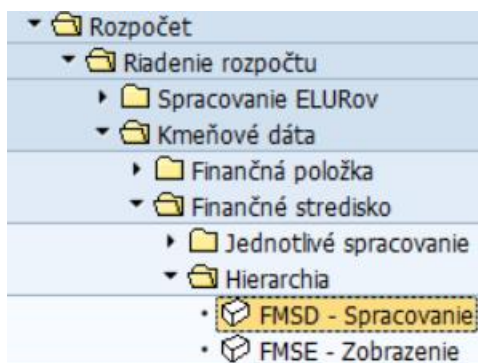 Rozpočet
Riadenie rozpočtu
Spracovanie ELURov
Kmeňové dáta
Finančná položka
Finančné stredisko
Jednotlivé spracovanie
Hierarchia
FMSD - Spracovanie
FMSE - Zobrazenie